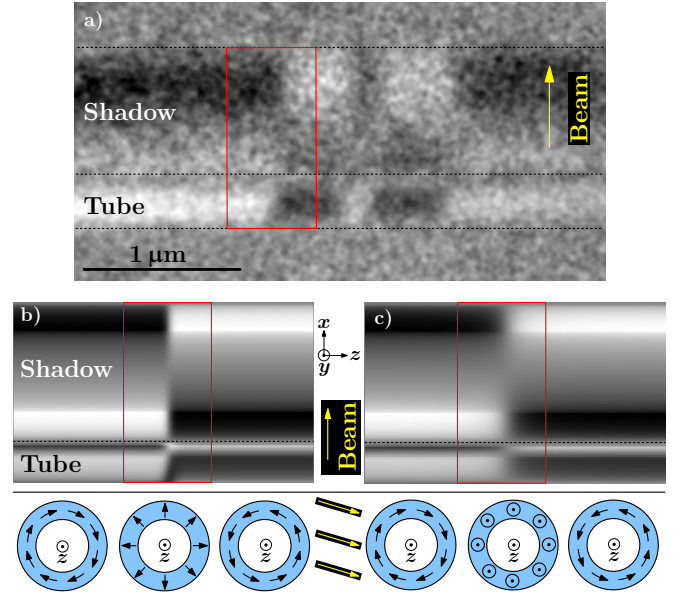 a)
Shadow
Beam
Tube
1 μm
b)
Shadow
Tube
x
y z
Beam
c)
z z z z z z